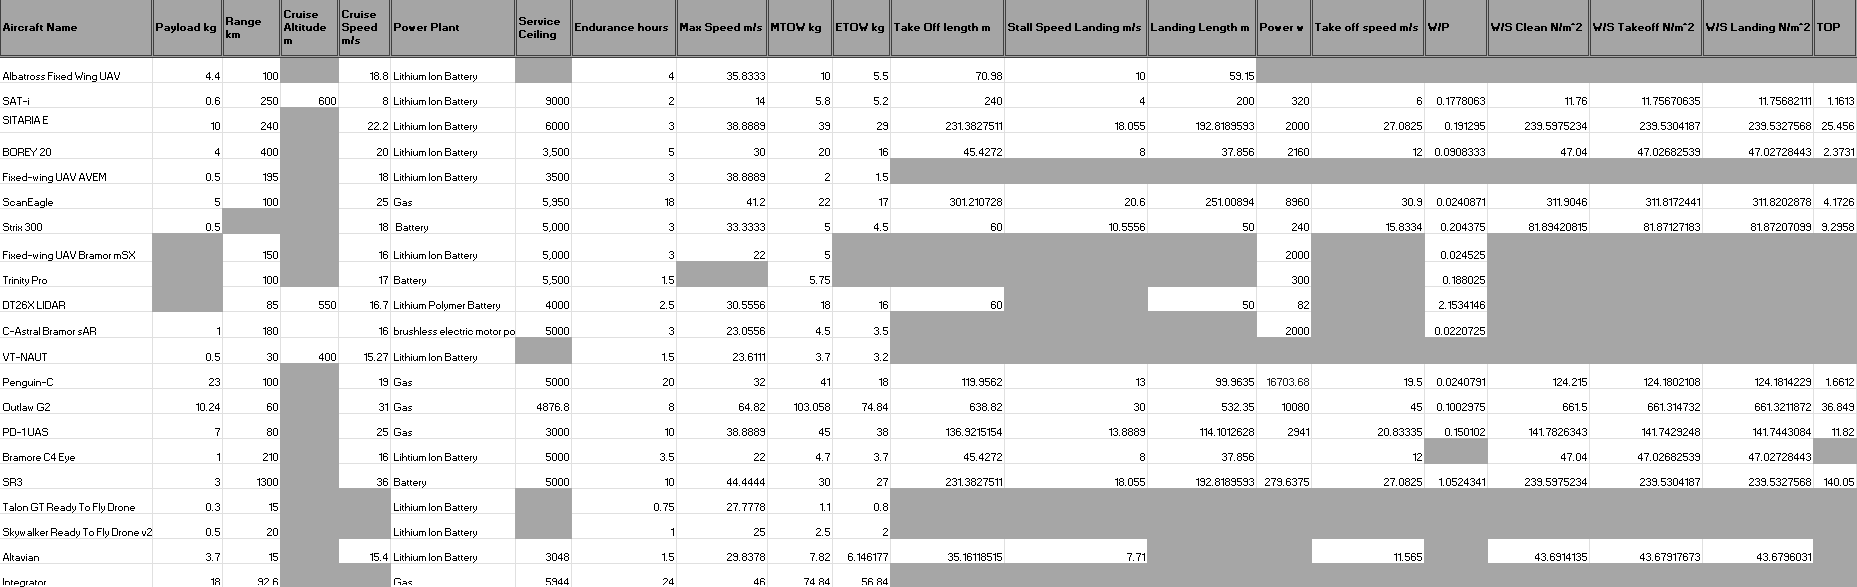 Aircraft Name Payload kg Range km Cruise Altitude m Cruise Speed m/s Power Plant Service Ceiling Endurance hours Max Speed m/s MTOW kg ETOW kg Take Off length m Stall Speed Landing m/s Landing Length m Power w Take off speed m/s W/P W/S Clean N/m^2 W/S Takeoff N/m^2 W/S Landing N/m^2 TOP
Albatross Fixed Wing UAV 4.4 100 18.8 Lithium Ion Battery 4 35.8333 10 5.5 70.98 10 59.15
SAT-i 0.6 250 600 8 Lithium Ion Battery 9000 2 14 5.8 5.2 240 4 200 320 6 0.1778063 11.76 11.75670635 11.75682111 1.1613
SITARIA E 10 240 22.2 Lithium Ion Battery 6000 3 38.8889 39 29 231.3827511 18.055 192.8189593 2000 27.0825 0.191295 239.5975234 239.5304187 239.5327568 25.456
BOREY 20 4 400 20 Lithium Ion Battery 3,500 5 30 20 16 45.4272 8 37.856 2160 12 0.0908333 47.04 47.02682539 47.02728443 2.3731
Fixed-wing UAV AVEM 0.5 195 18 Lithium Ion Battery 3500 3 38.8889 2 1.5
ScanEagle 5 100 25 Gas 5,950 18 41.2 22 17 301.210728 20.6 251.00894 8960 30.9 0.0240871 311.9046 311.8172441 311.8202878 4.1726
Strix 300 0.5 18 Battery 5,000 3 33.3333 5 4.5 60 10.5556 50 240 15.8334 0.204375 81.89420815 81.87127183 81.87207099 9.2958
Fixed-wing UAV Bramor mSX 150 16 Lithium Ion Battery 5,000 3 22 5 2000 0.024525
Trinity Pro 100 17 Battery 5,500 1.5 5.75 300 0.188025
DT26X LIDAR 85 550 16.7 Lithium Polymer Battery 4000 2.5 30.5556 18 16 60 50 82 2.1534146
C-Astral Bramor sAR 1 180 16 brushless electric motor po 5000 3 23.0556 4.5 3.5 2000 0.0220725
VT-NAUT 0.5 30 400 15.27 Lithium Ion Battery 1.5 23.6111 3.7 3.2
Penguin-C 23 100 19 Gas 5000 20 32 41 18 119.9562 13 99.9635 16703.68 19.5 0.0240791 124.215 124.1802108 124.1814229 1.6612
Outlaw G2 10.24 60 31 Gas 4876.8 8 64.82 103.058 74.84 638.82 30 532.35 10080 45 0.1002975 661.5 661.314732 661.3211872 36.849
PD-1 UAS 7 80 25 Gas 3000 10 38.8889 45 38 136.9215154 13.8889 114.1012628 2941 20.83335 0.150102 141.7826343 141.7429248 141.7443084 11.82
Bramore C4 Eye 1 210 16 Lihtium Ion Battery 5000 3.5 22 4.7 3.7 45.4272 8 37.856 12 47.04 47.02682539 47.02728443
SR3 3 1300 36 Battery 5000 10 44.4444 30 27 231.3827511 18.055 192.8189593 279.6375 27.0825 1.0524341 239.5975234 239.5304187 239.5327568 140.05
Talon GT Ready To Fly Drone 0.3 15 Lithium Ion Battery 0.75 27.7778 1.1 0.8
Skywalker Ready To Fly Drone v2 0.5 20 Lithium Ion Battery 1 25 2.5 2
Altavian 3.7 15 15.4 Lithium Ion Battery 3048 1.5 29.8378 7.82 6.146177 35.16118515 7.71 11.565 43.6914135 43.67917673 43.6796031
Integrator 18 92.6 Gas 5944 24 46 74.84 56.84